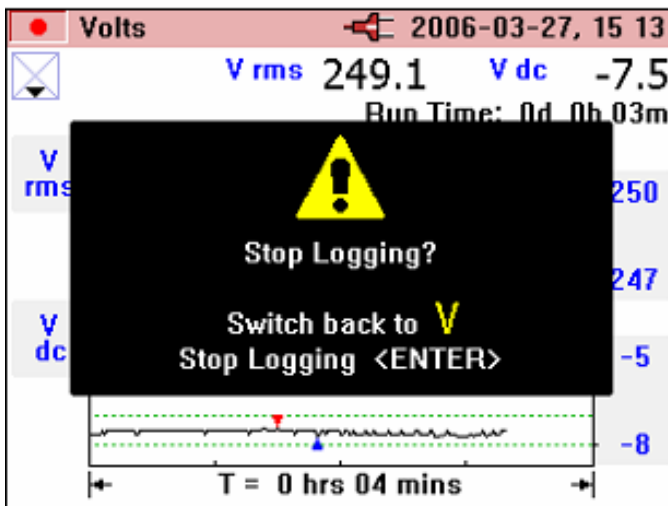 Volts 2006-03-27, 15 13
V rms 249.1 V dc -7.5
Run Time: 0d 0h 03m
V
rms
250
Stop Logging?
247
Switch back to V
V
dc
Stop Logging <ENTER>
-5
-8
T = 0 hrs 04 mins